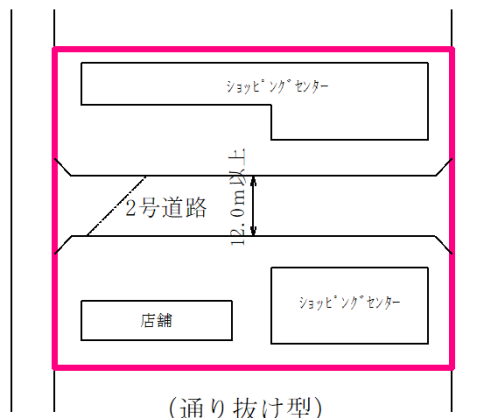 ショッピングセンター
2号道路
12.0m以上
ショッピングセンター
店舗
(通り抜け型)